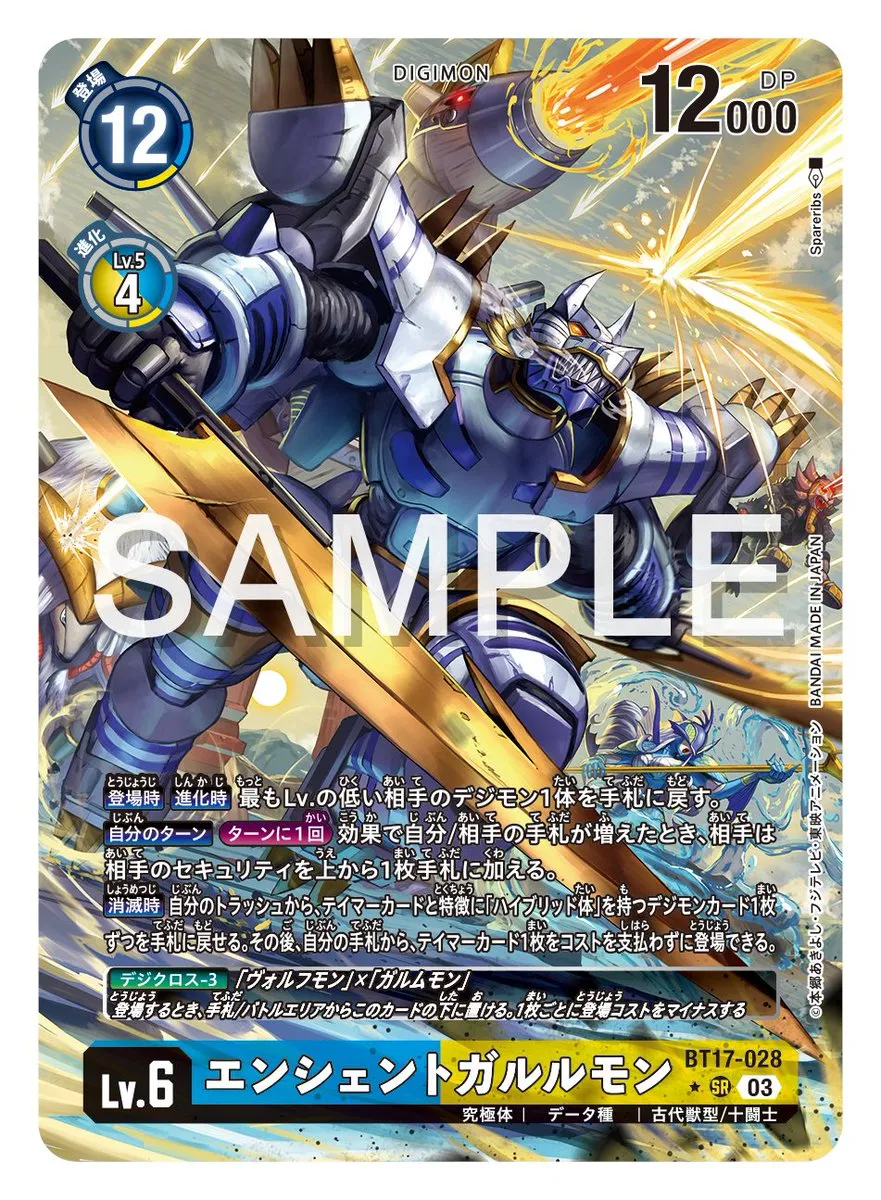 登場
12
DIGIMON
12000
DP
進化
Lv.5
4
Spareribs
SAMPLE
BANDAI MADE IN JAPAN
©本郷あきよし・フジテレビ・東映アニメーション
登場時 進化時 最もLv.の低い相手のデジモン1体を手札に戻す。
自分のターン ターンに1回 効果で自分/相手の手札が増えたとき、相手は
相手のセキュリティを上から1枚手札に加える。
消滅時 自分のトラッシュから、テイマーカードと特徴に「ハイブリッド体」を持つデジモンカード1枚
ずつを手札に戻せる。その後、自分の手札から、テイマーカード1枚をコストを支払わずに登場できる。
デジクロス-3 「ヴォルフモン」×「ガルムモン」
登場するとき、手札/バトルエリアからこのカードの下に置ける。1枚ごとに登場コストをマイナスする
Lv.6
エンシェントガルルモン
BT17-028
SR 03
究極体 | データ種 | 古代獣型/十闘士